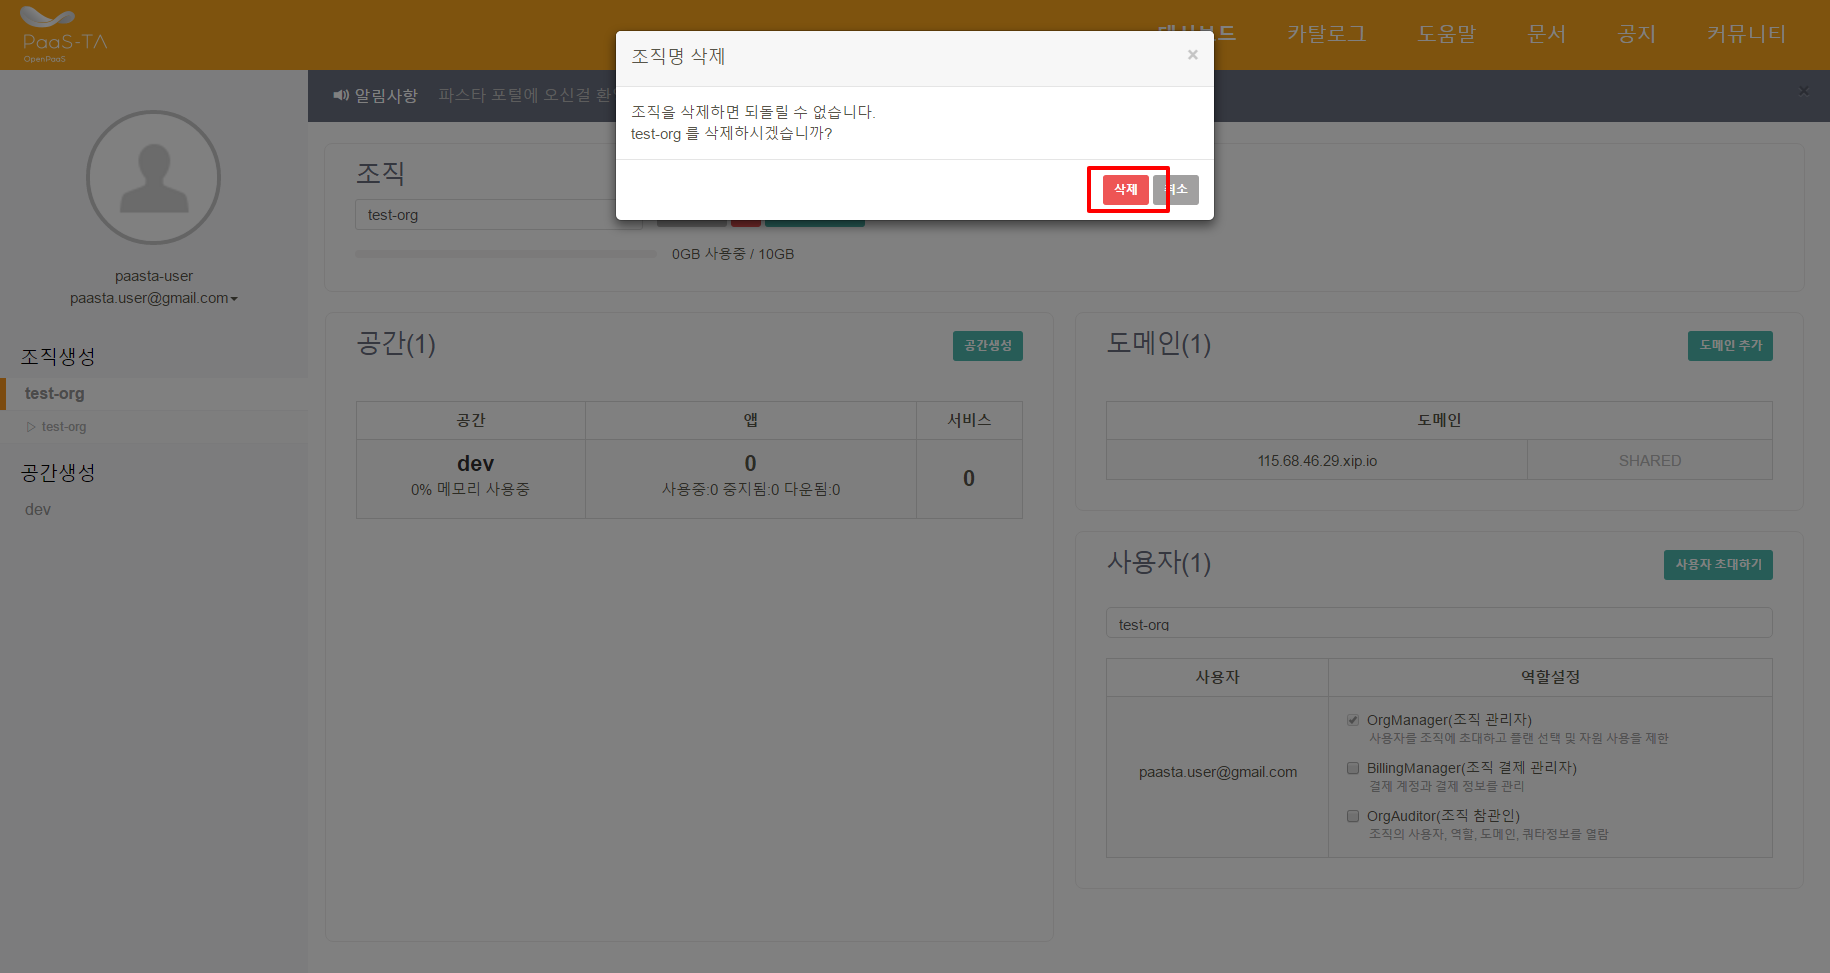 PaaS-TA
OpenPaaS
카탈로그
도움말
문서
공지
커뮤니티
조직명 삭제
×
조직을 삭제하면 되돌릴 수 없습니다.
test-org 를 삭제하시겠습니까?
삭제
알림사항 파스타 포털에 오신걸
×
paasta-user
paasta.user@gmail.com
조직생성
test-org
test-org
공간생성
dev
조직
test-org
0GB 사용중 / 10GB
공간(1)
공간생성
공간 앱 서비스
dev 0 0
0% 메모리 사용중 사용중:0 중지됨:0 다운됨:0
도메인(1)
도메인 추가
도메인
115.68.46.29.xip.io SHARED
사용자(1)
사용자 초대하기
test-org
사용자 역할설정
paasta.user@gmail.com
OrgManager(조직 관리자)
사용자를 조직에 초대하고 플랜 선택 및 자원 사용을 제한
BillingManager(조직 결제 관리자)
결제 계정과 결제 정보를 관리
OrgAuditor(조직 참관인)
조직의 사용자, 역할, 도메인, 쿼타정보를 열람